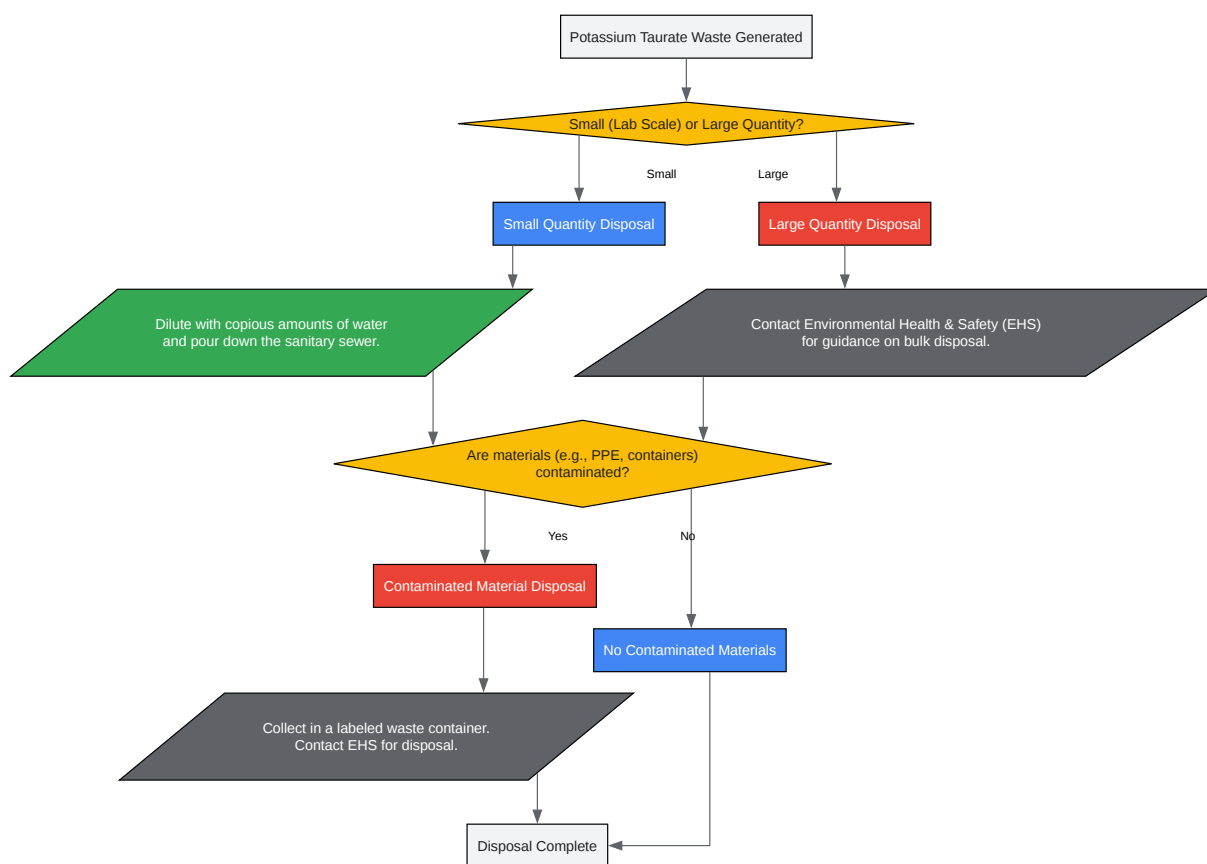 Potassium Taurate Waste Generated
Small (Lab Scale) or Large Quantity?
Small
Large
Small Quantity Disposal
Large Quantity Disposal
Dilute with copious amounts of water
and pour down the sanitary sewer.
Contact Environmental Health & Safety (EHS)
for guidance on bulk disposal.
Are materials (e.g., PPE, containers)
contaminated?
Yes
No
Contaminated Material Disposal
No Contaminated Materials
Collect in a labeled waste container.
Contact EHS for disposal.
Disposal Complete